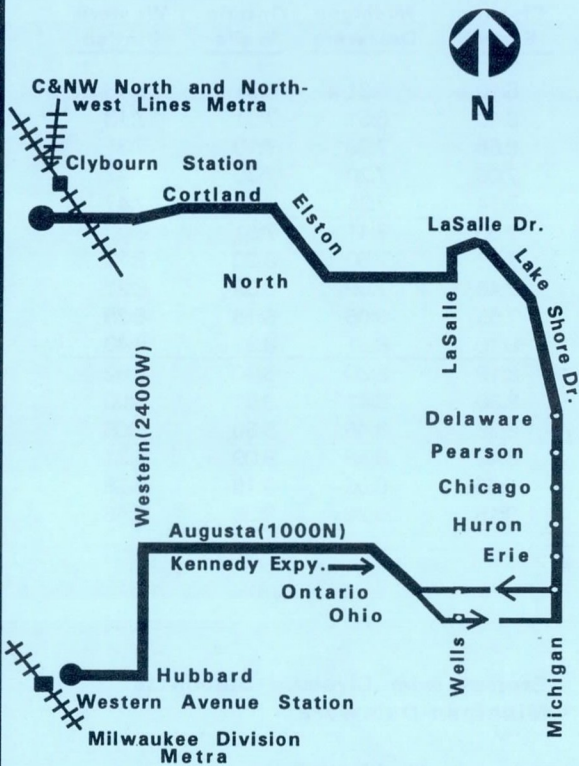 N
C&NW North and North-
west Lines Metra
Clybourn Station
Cortland
Elston
LaSalle Dr.
North
LaSalle
Lake Shore Dr.
Delaware
Pearson
Chicago
Huron
Erie
Western(2400W)
Augusta(1000N)
Kennedy Expy.
Ontario
Ohio
Wells
Michigan
Hubbard
Western Avenue Station
Milwaukee Division
Metra